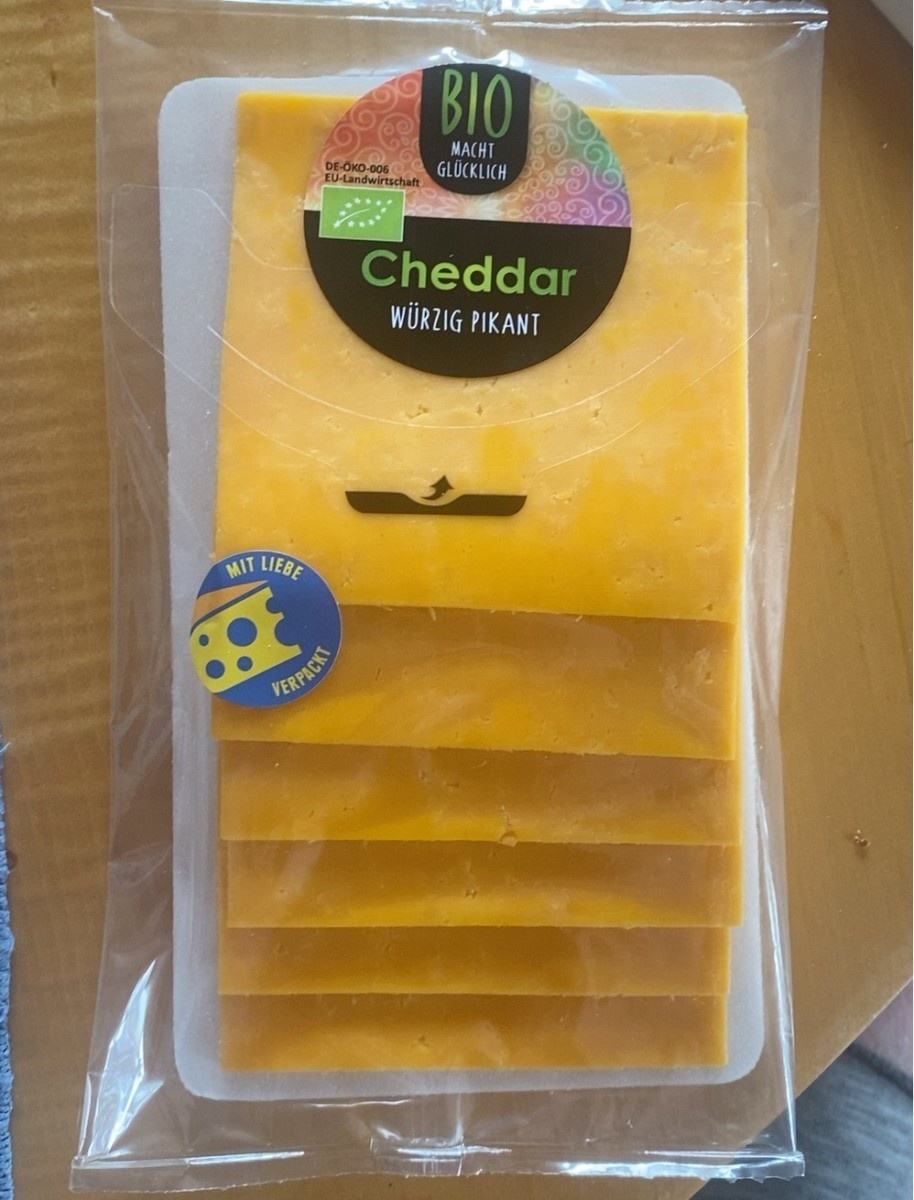 BIO
MACHT
GLÜCKLICH
DE-ÖKO-006
EU-Landwirtschaft
Cheddar
WÜRZIG PIKANT
MIT LIEBE
VERPACKT